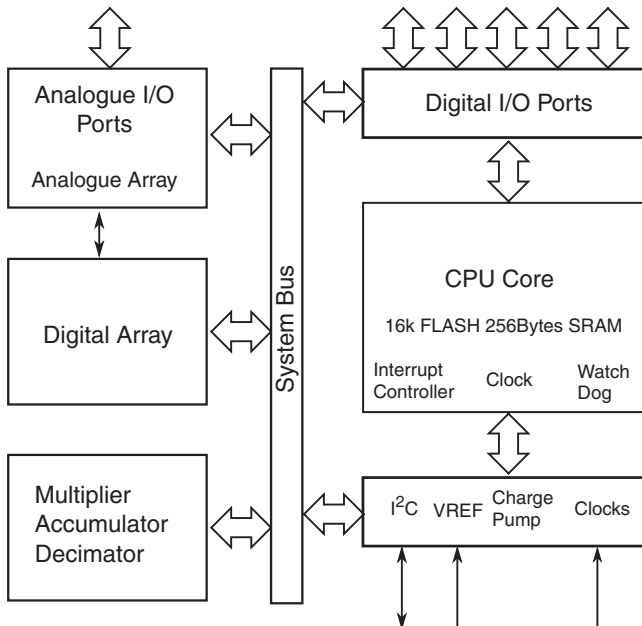 Analogue I/O
Ports
Analogue Array
Digital Array
Multiplier
Accumulator
Decimator
System Bus
Digital I/O Ports
CPU Core
16k FLASH 256Bytes SRAM
Interrupt
Controller
Clock
Watch
Dog
I²C
VREF
Charge
Pump
Clocks